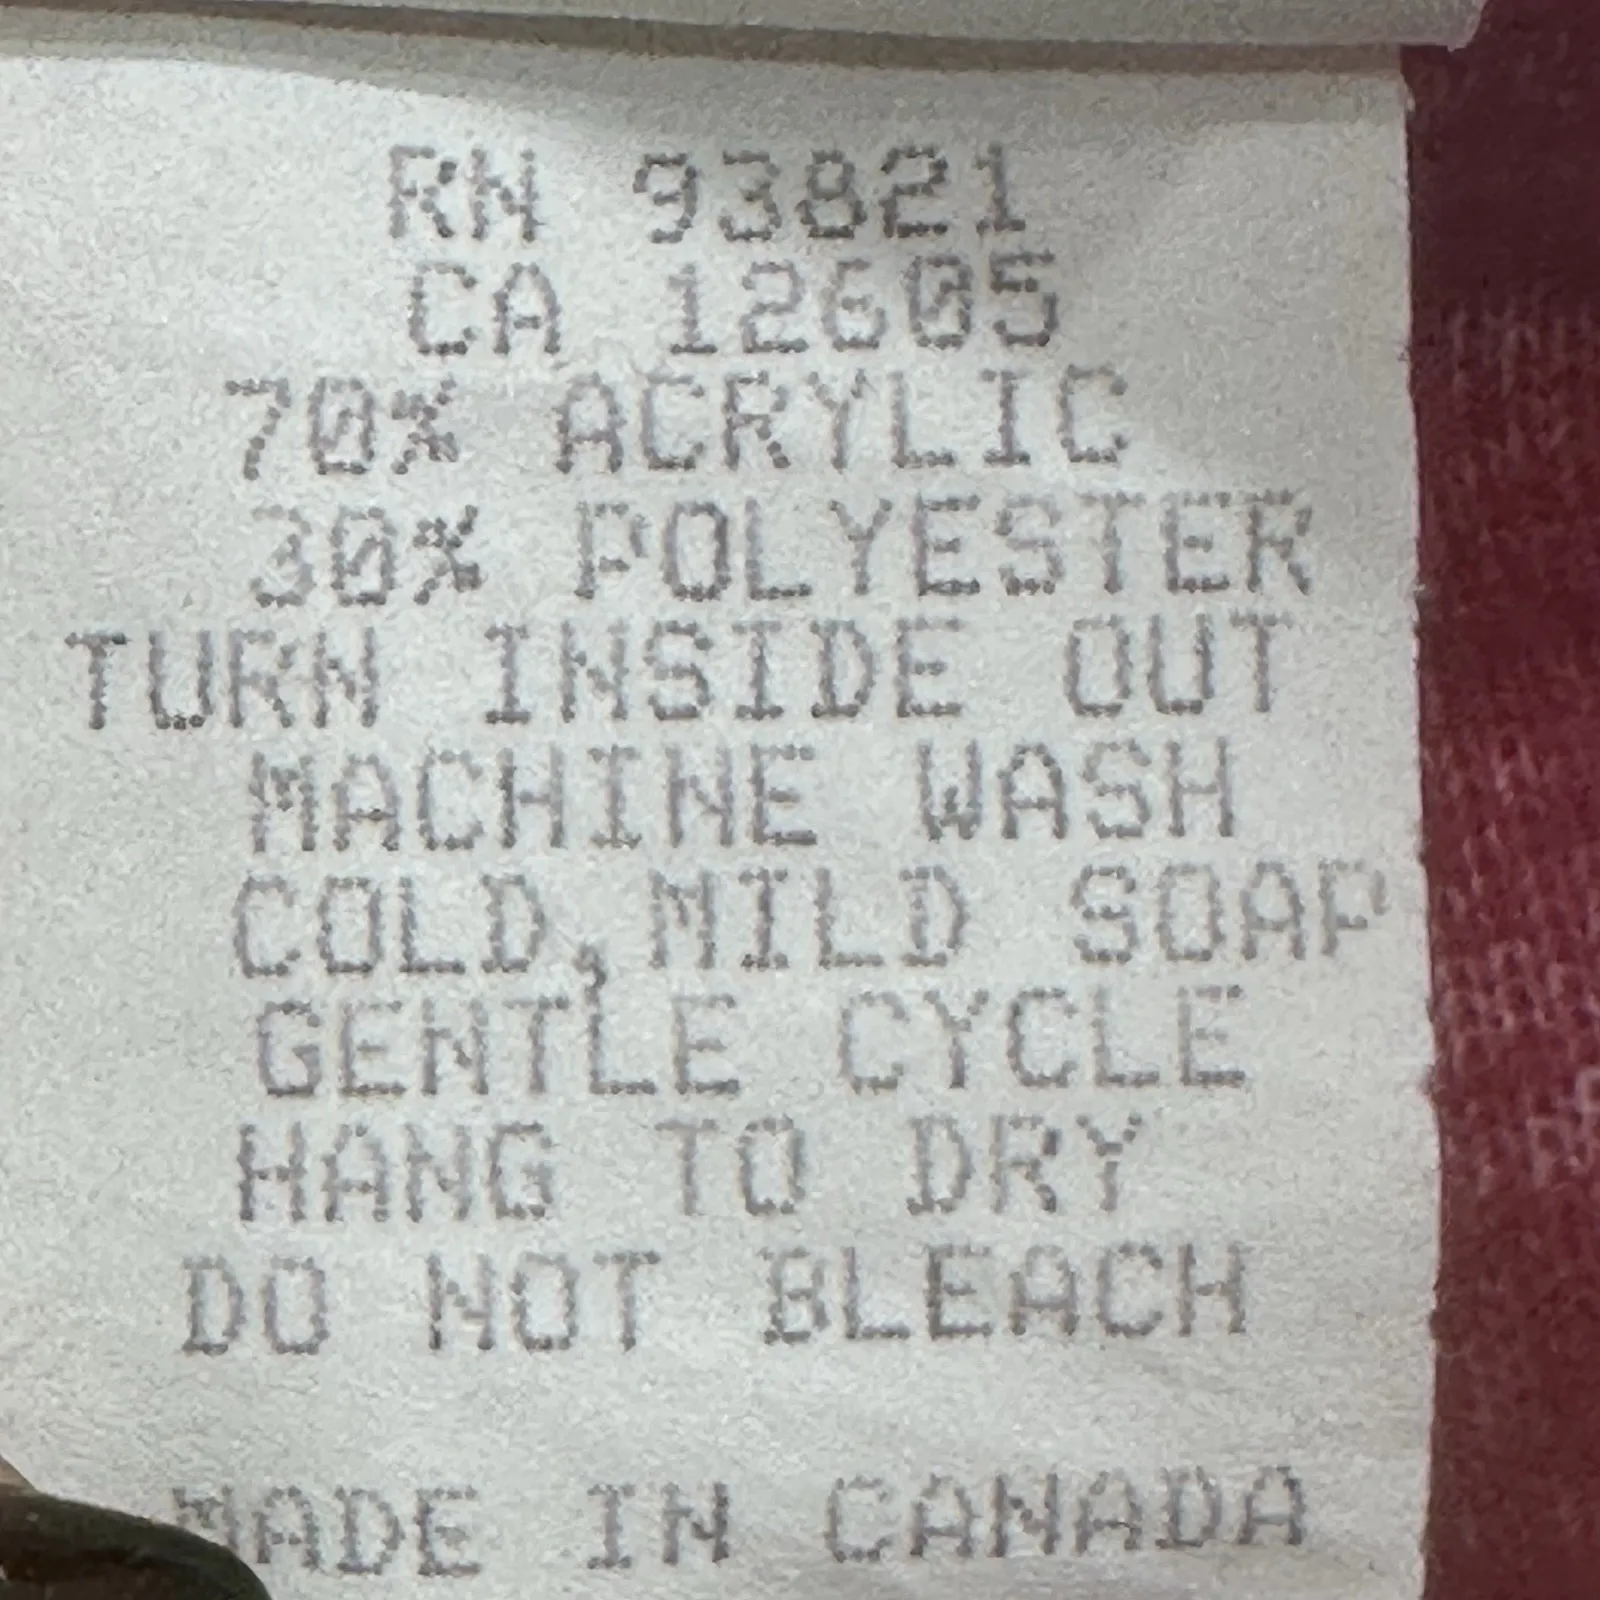 RN 93821
CA 12605
70% ACRYLIC
30% POLYESTER
TURN INSIDE OUT
MACHINE WASH
COLD,MILD SOAP
GENTLE CYCLE
HANG TO DRY
DO NOT BLEACH
MADE IN CANADA